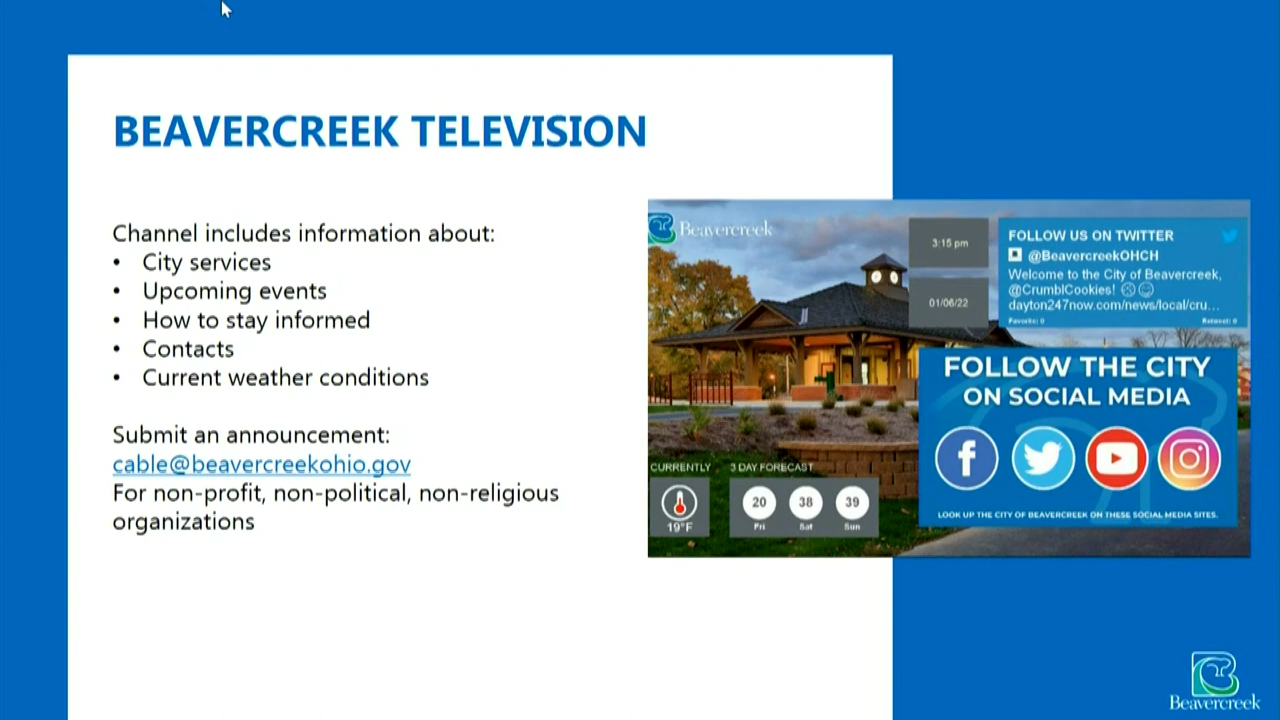 BEAVERCREEK TELEVISION
Channel includes information about:
• City services
• Upcoming events
• How to stay informed
• Contacts
• Current weather conditions
Submit an announcement:
cable@beavercreekohio.gov
For non-profit, non-political, non-religious
organizations
Beavercreek
3:15 pm
01/06/22
FOLLOW US ON TWITTER
@BeavercreekOHCH
Welcome to the City of Beavercreek,
@CrumblCookies!
dayton247now.com/news/local/cru...
Favorite: 0 Retweet: 0
FOLLOW THE CITY
ON SOCIAL MEDIA
LOOK UP THE CITY OF BEAVERCREEK ON THESE SOCIAL MEDIA SITES.
CURRENTLY
19°F
3 DAY FORECAST
20 38 39
Fri Sat Sun
Beavercreek